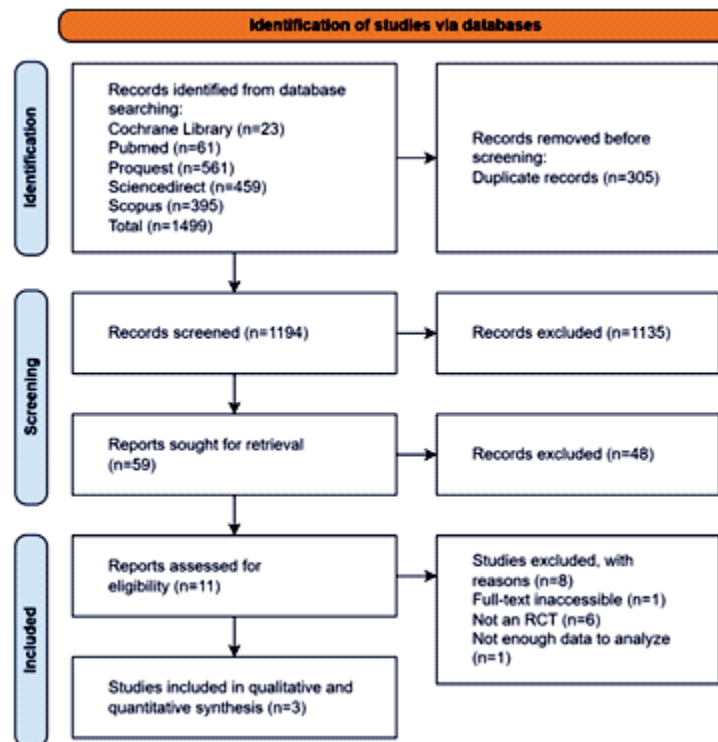 Identification of studies via databases
Identification
Records identified from database
searching:
Cochrane Library (n=23)
Pubmed (n=61)
Proquest (n=561)
Sciencedirect (n=459)
Scopus (n=395)
Total (n=1499)
Records removed before
screening:
Duplicate records (n=305)
Screening
Records screened (n=1194)
Records excluded (n=1135)
Reports sought for retrieval
(n=59)
Records excluded (n=48)
Included
Reports assessed for
eligibility (n=11)
Studies excluded, with
reasons (n=8)
Full-text inaccessible (n=1)
Not an RCT (n=6)
Not enough data to analyze
(n=1)
Studies included in qualitative and
quantitative synthesis (n=3)